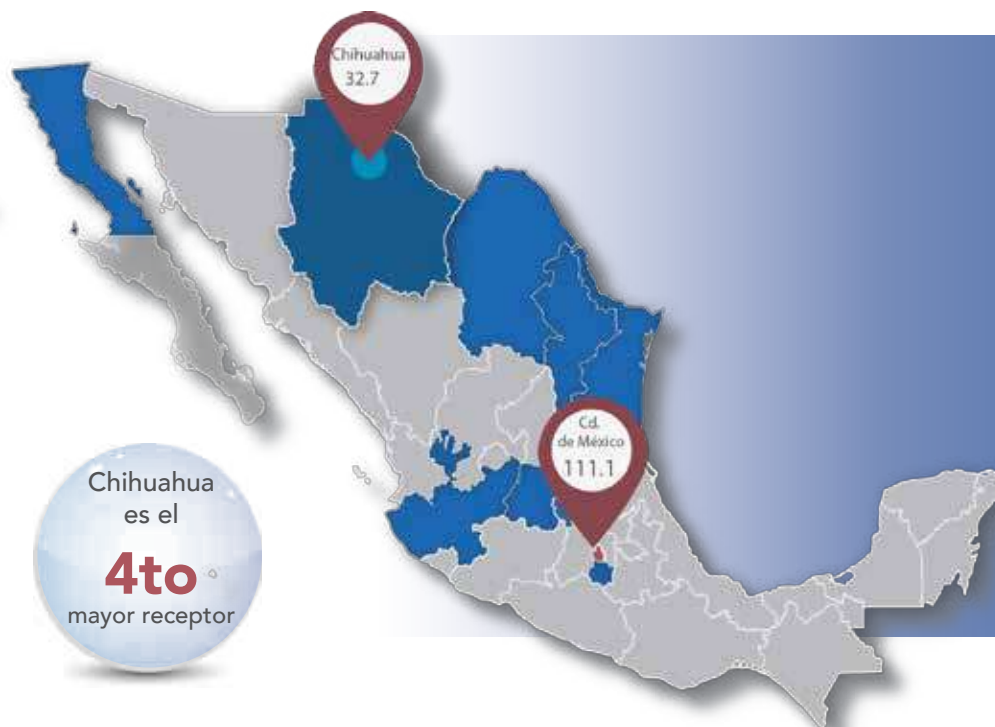 Chihuahua
32.7
Cd.
de México
111.1
Chihuahua
es el
4to
mayor receptor